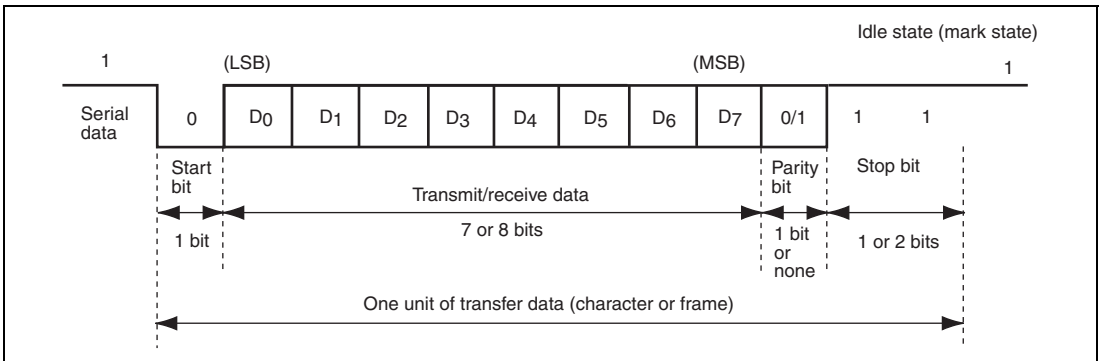 Idle state (mark state)
1 (LSB) (MSB) 1
Serial data 0 D0 D1 D2 D3 D4 D5 D6 D7 0/1 1 1
Start bit
Transmit/receive data
Parity bit
Stop bit
1 bit
7 or 8 bits
1 bit or none
1 or 2 bits
One unit of transfer data (character or frame)